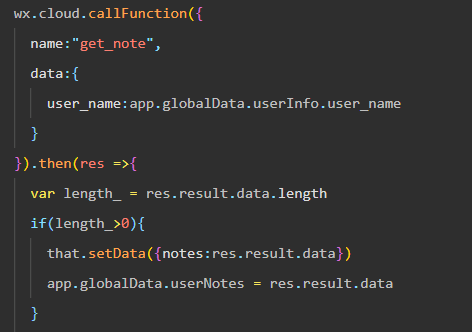 wx.cloud.callFunction({
name:"get_note",
data:{
user_name:app.globalData.userInfo.user_name
}
}).then(res =>{
var length_ = res.result.data.length
if(length_>0){
that.setData({notes:res.result.data})
app.globalData.userNotes = res.result.data
}